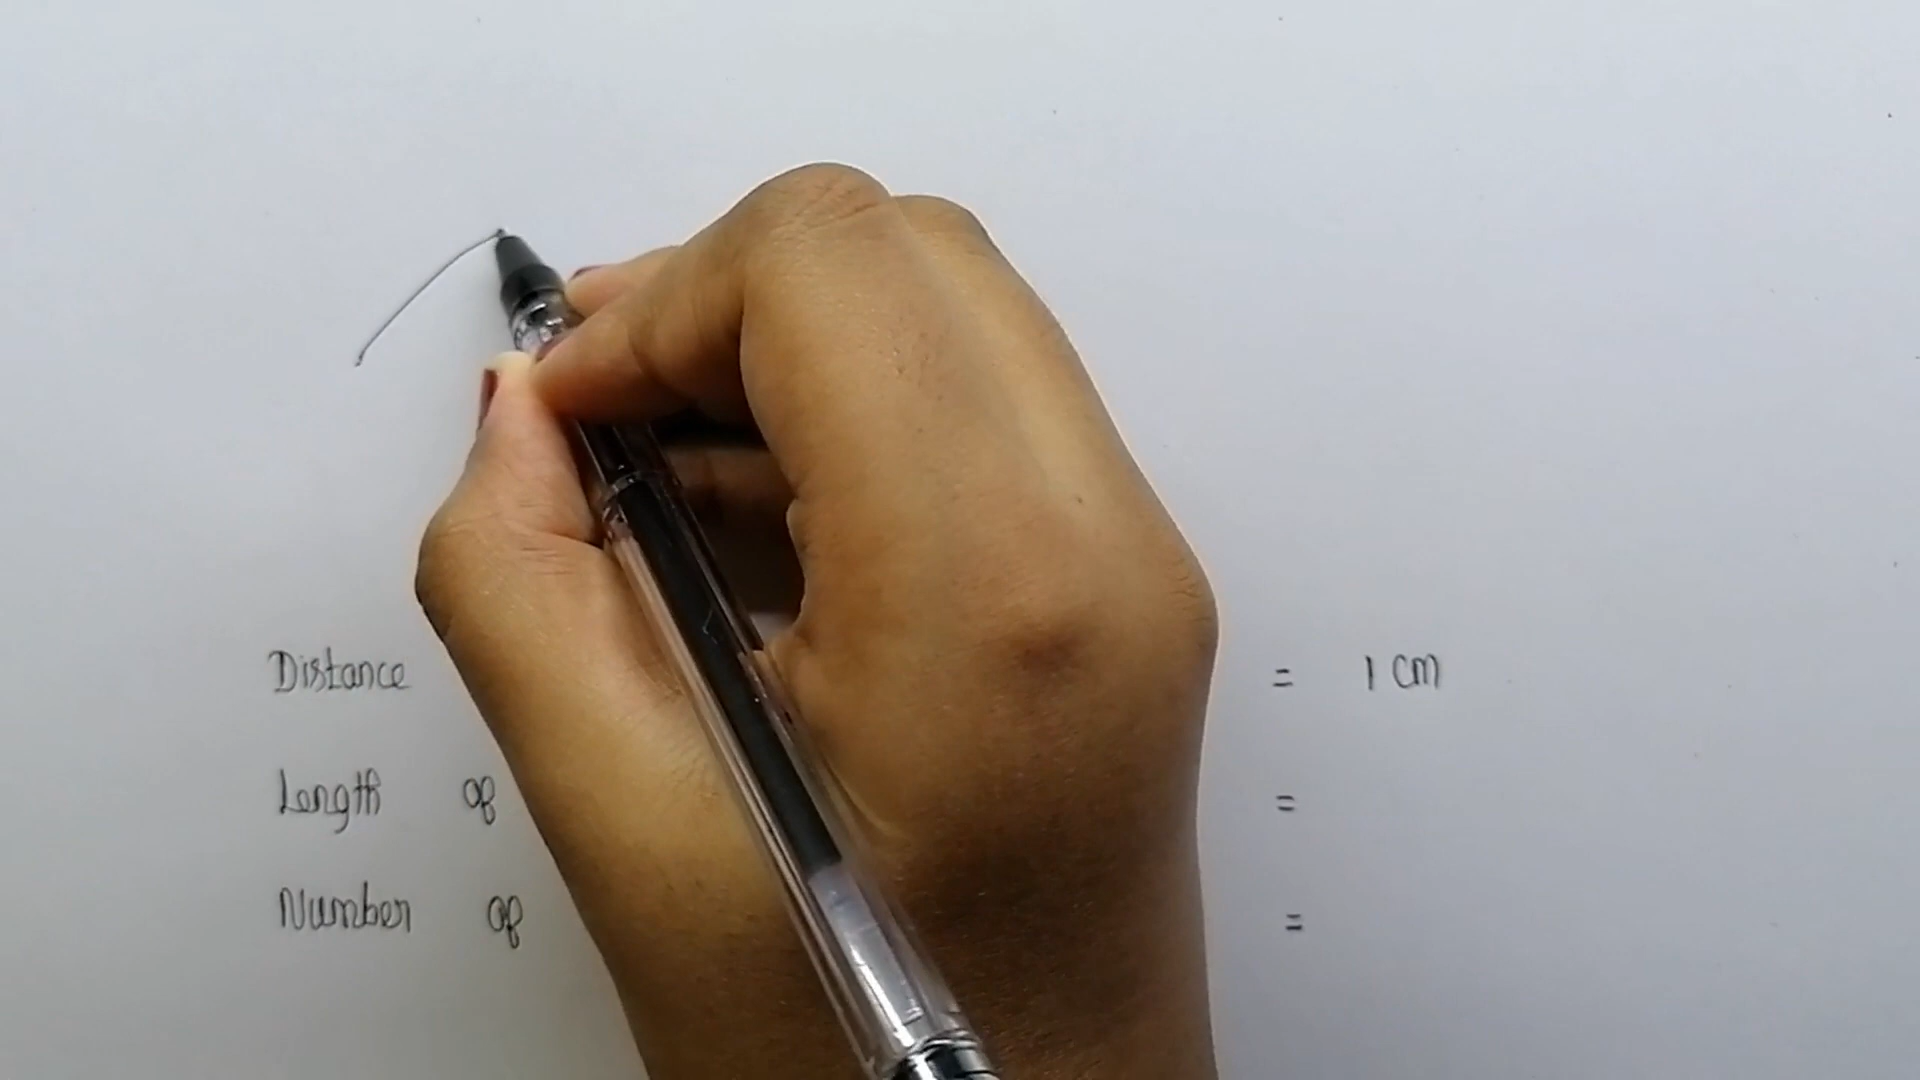 Distance = 1 cm
Length of =
Number of =